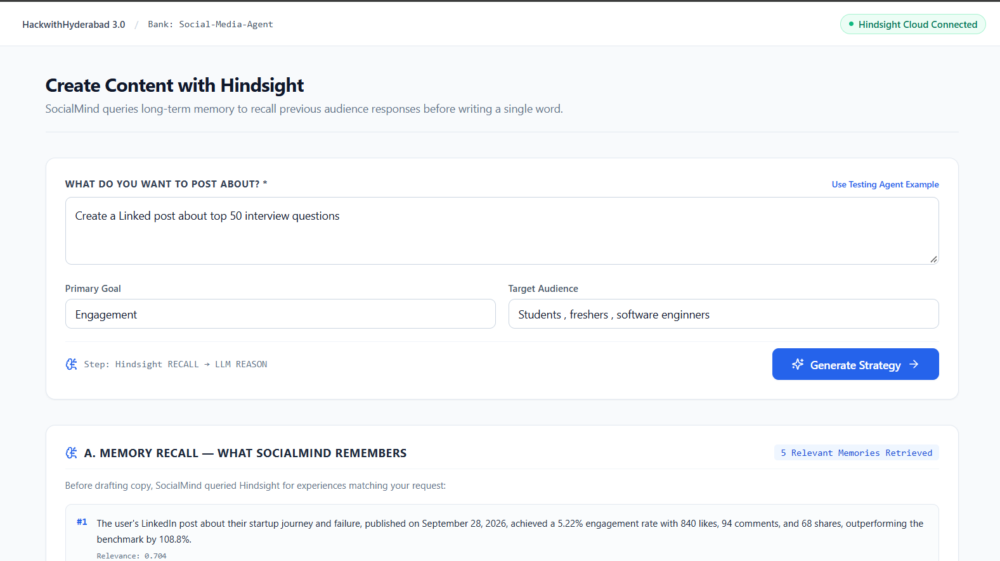 HackwithHyderabad 3.0 / Bank: Social-Media-Agent
Hindsight Cloud Connected
Create Content with Hindsight
SocialMind queries long-term memory to recall previous audience responses before writing a single word.
WHAT DO YOU WANT TO POST ABOUT? *
Use Testing Agent Example
Create a Linked post about top 50 interview questions
Primary Goal
Target Audience
Engagement
Students , freshers , software enginners
Step: Hindsight RECALL → LLM REASON
Generate Strategy →
A. MEMORY RECALL — WHAT SOCIALMIND REMEMBERS
5 Relevant Memories Retrieved
Before drafting copy, SocialMind queried Hindsight for experiences matching your request:
#1 The user's LinkedIn post about their startup journey and failure, published on September 28, 2026, achieved a 5.22% engagement rate with 840 likes, 94 comments, and 68 shares, outperforming the
benchmark by 108.8%.
Relevance: 0.704